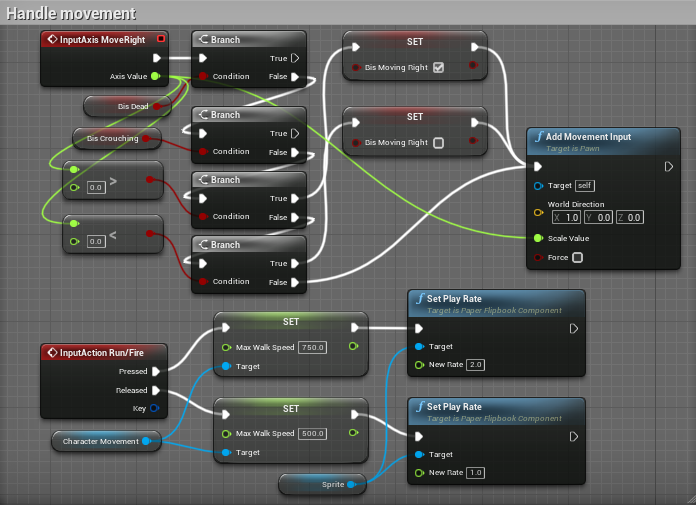 Handle movement
InputAxis MoveRight
Axis Value
Bis Dead
Bis Crouching
0.0 >
0.0 <
Branch
True
Condition False
Branch
True
Condition False
Branch
True
Condition False
Branch
True
Condition False
SET
Bis Moving Right
SET
Bis Moving Right
Add Movement Input
Target is Pawn
Target self
World Direction
X 1.0 Y 0.0 Z 0.0
Scale Value
Force
InputAction Run/Fire
Pressed
Released
Key
Character Movement
SET
Max Walk Speed 750.0
Target
SET
Max Walk Speed 500.0
Target
Sprite
Set Play Rate
Target is Paper Flipbook Component
Target
New Rate 2.0
Set Play Rate
Target is Paper Flipbook Component
Target
New Rate 1.0